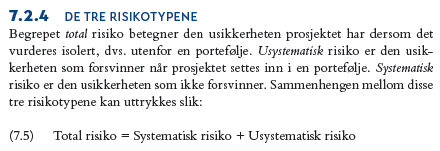 7.2.4 DE TRE RISIKOTYPENE
Begrepet total risiko betegner den usikkerheten prosjektet har dersom det
vurderes isolert, dvs. utenfor en portefølje. Usystematisk risiko er den usik-
kerheten som forsvinner når prosjektet settes inn i en portefølje. Systematisk
risiko er den usikkerheten som ikke forsvinner. Sammenhengen mellom disse
tre risikotypene kan uttrykkes slik:
(7.5) Total risiko = Systematisk risiko + Usystematisk risiko